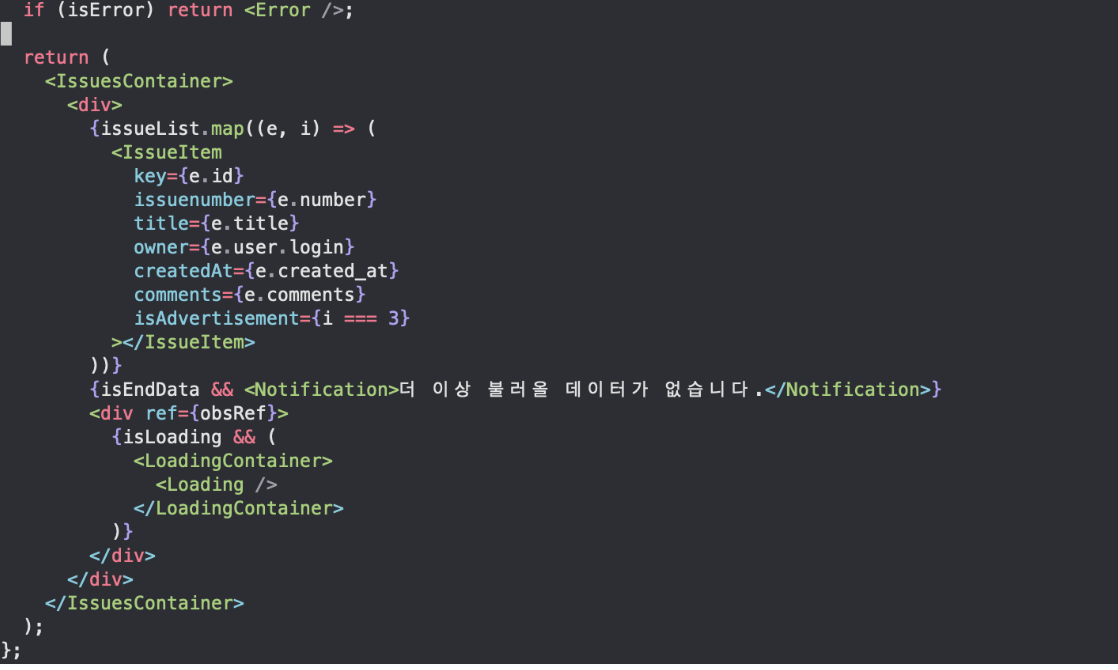 if (isError) return <Error />;
return (
<IssuesContainer>
<div>
{issueList.map((e, i) => (
<IssueItem
key={e.id}
issuenumber={e.number}
title={e.title}
owner={e.user.login}
createdAt={e.created_at}
comments={e.comments}
isAdvertisement={i === 3}
></IssueItem>
))}
{isEndData && <Notification>더 이상 불러올 데이터가 없습니다.</Notification>}
<div ref={obsRef}>
{isLoading && (
<LoadingContainer>
<Loading />
</LoadingContainer>
)}
</div>
</div>
</IssuesContainer>
);
};